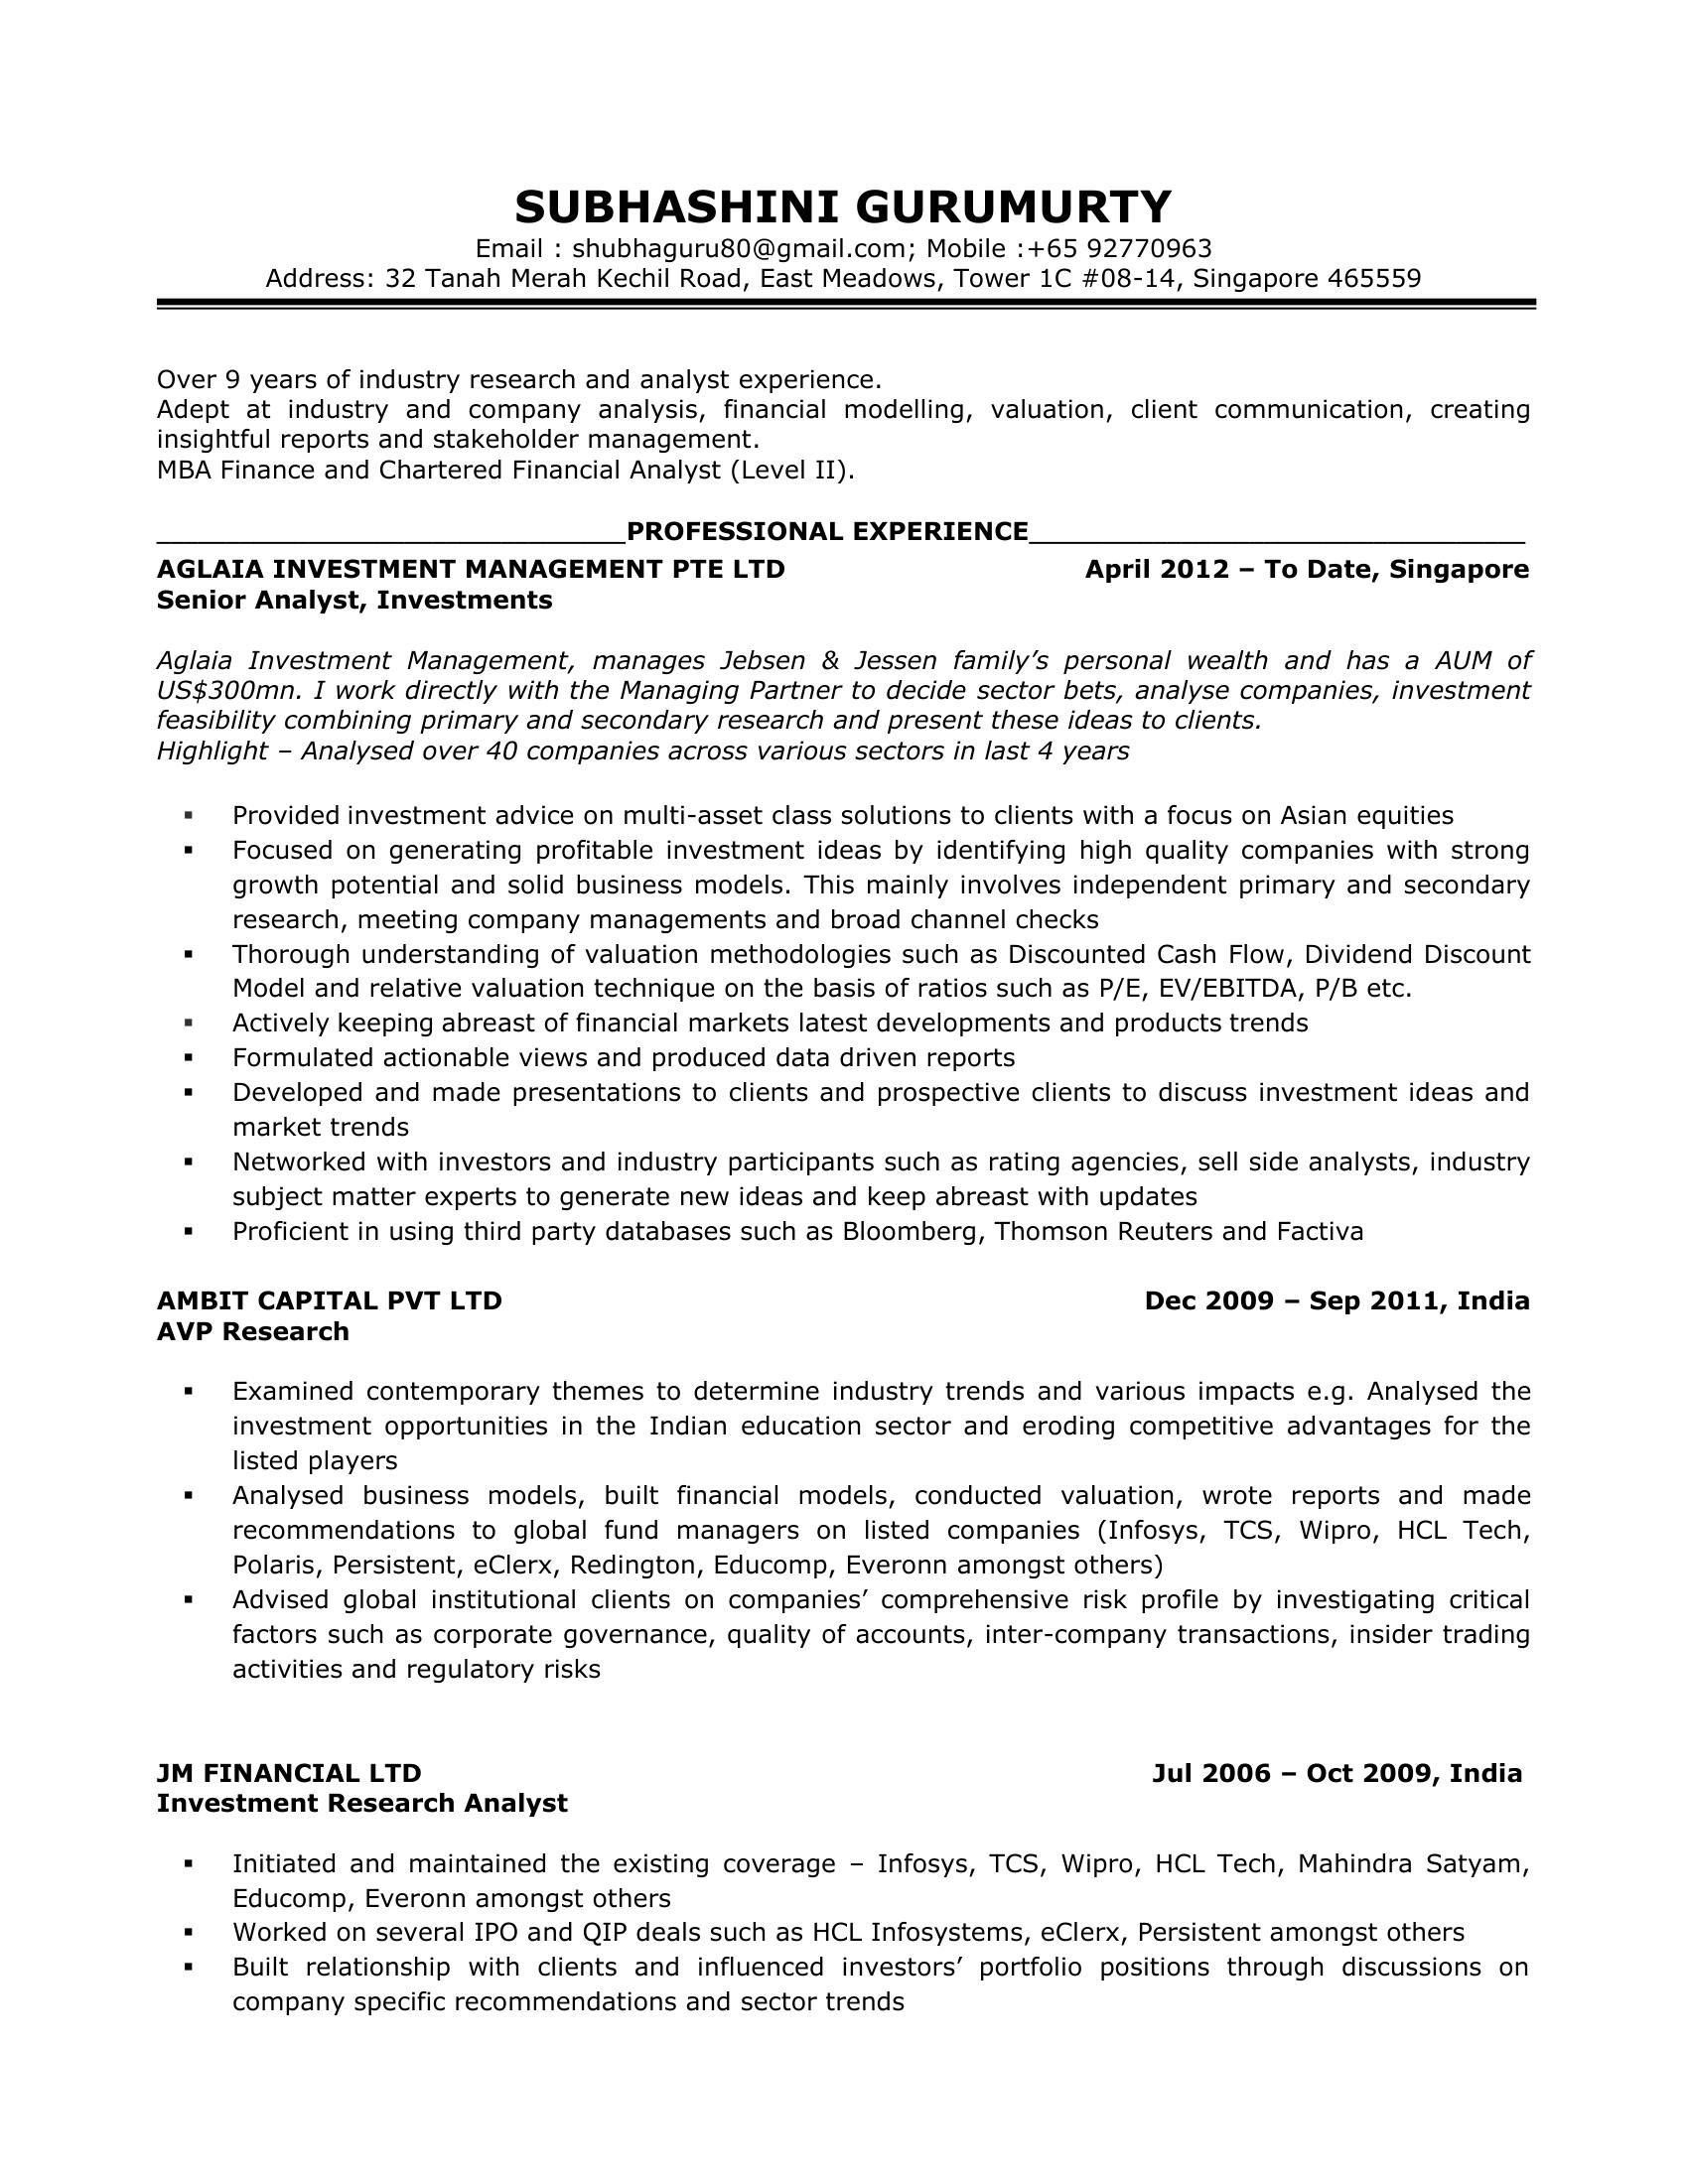 SUBHASHINI GURUMURTY
Email : shubhaguru80@gmail.com; Mobile :+65 92770963
Address: 32 Tanah Merah Kechil Road, East Meadows, Tower 1C #08-14, Singapore 465559
Over 9 years of industry research and analyst experience.
Adept at industry and company analysis, financial modelling, valuation, client communication, creating
insightful reports and stakeholder management.
MBA Finance and Chartered Financial Analyst (Level II).
PROFESSIONAL EXPERIENCE
AGLAIA INVESTMENT MANAGEMENT PTE LTD April 2012 – To Date, Singapore
Senior Analyst, Investments
Aglaia Investment Management, manages Jebsen & Jessen family’s personal wealth and has a AUM of
US$300mn. I work directly with the Managing Partner to decide sector bets, analyse companies, investment
feasibility combining primary and secondary research and present these ideas to clients.
Highlight – Analysed over 40 companies across various sectors in last 4 years
▪ Provided investment advice on multi-asset class solutions to clients with a focus on Asian equities
▪ Focused on generating profitable investment ideas by identifying high quality companies with strong
growth potential and solid business models. This mainly involves independent primary and secondary
research, meeting company managements and broad channel checks
▪ Thorough understanding of valuation methodologies such as Discounted Cash Flow, Dividend Discount
Model and relative valuation technique on the basis of ratios such as P/E, EV/EBITDA, P/B etc.
▪ Actively keeping abreast of financial markets latest developments and products trends
▪ Formulated actionable views and produced data driven reports
▪ Developed and made presentations to clients and prospective clients to discuss investment ideas and
market trends
▪ Networked with investors and industry participants such as rating agencies, sell side analysts, industry
subject matter experts to generate new ideas and keep abreast with updates
▪ Proficient in using third party databases such as Bloomberg, Thomson Reuters and Factiva
AMBIT CAPITAL PVT LTD Dec 2009 – Sep 2011, India
AVP Research
▪ Examined contemporary themes to determine industry trends and various impacts e.g. Analysed the
investment opportunities in the Indian education sector and eroding competitive advantages for the
listed players
▪ Analysed business models, built financial models, conducted valuation, wrote reports and made
recommendations to global fund managers on listed companies (Infosys, TCS, Wipro, HCL Tech,
Polaris, Persistent, eClerx, Redington, Educomp, Everonn amongst others)
▪ Advised global institutional clients on companies’ comprehensive risk profile by investigating critical
factors such as corporate governance, quality of accounts, inter-company transactions, insider trading
activities and regulatory risks
JM FINANCIAL LTD Jul 2006 – Oct 2009, India
Investment Research Analyst
▪ Initiated and maintained the existing coverage – Infosys, TCS, Wipro, HCL Tech, Mahindra Satyam,
Educomp, Everonn amongst others
▪ Worked on several IPO and QIP deals such as HCL Infosystems, eClerx, Persistent amongst others
▪ Built relationship with clients and influenced investors’ portfolio positions through discussions on
company specific recommendations and sector trends